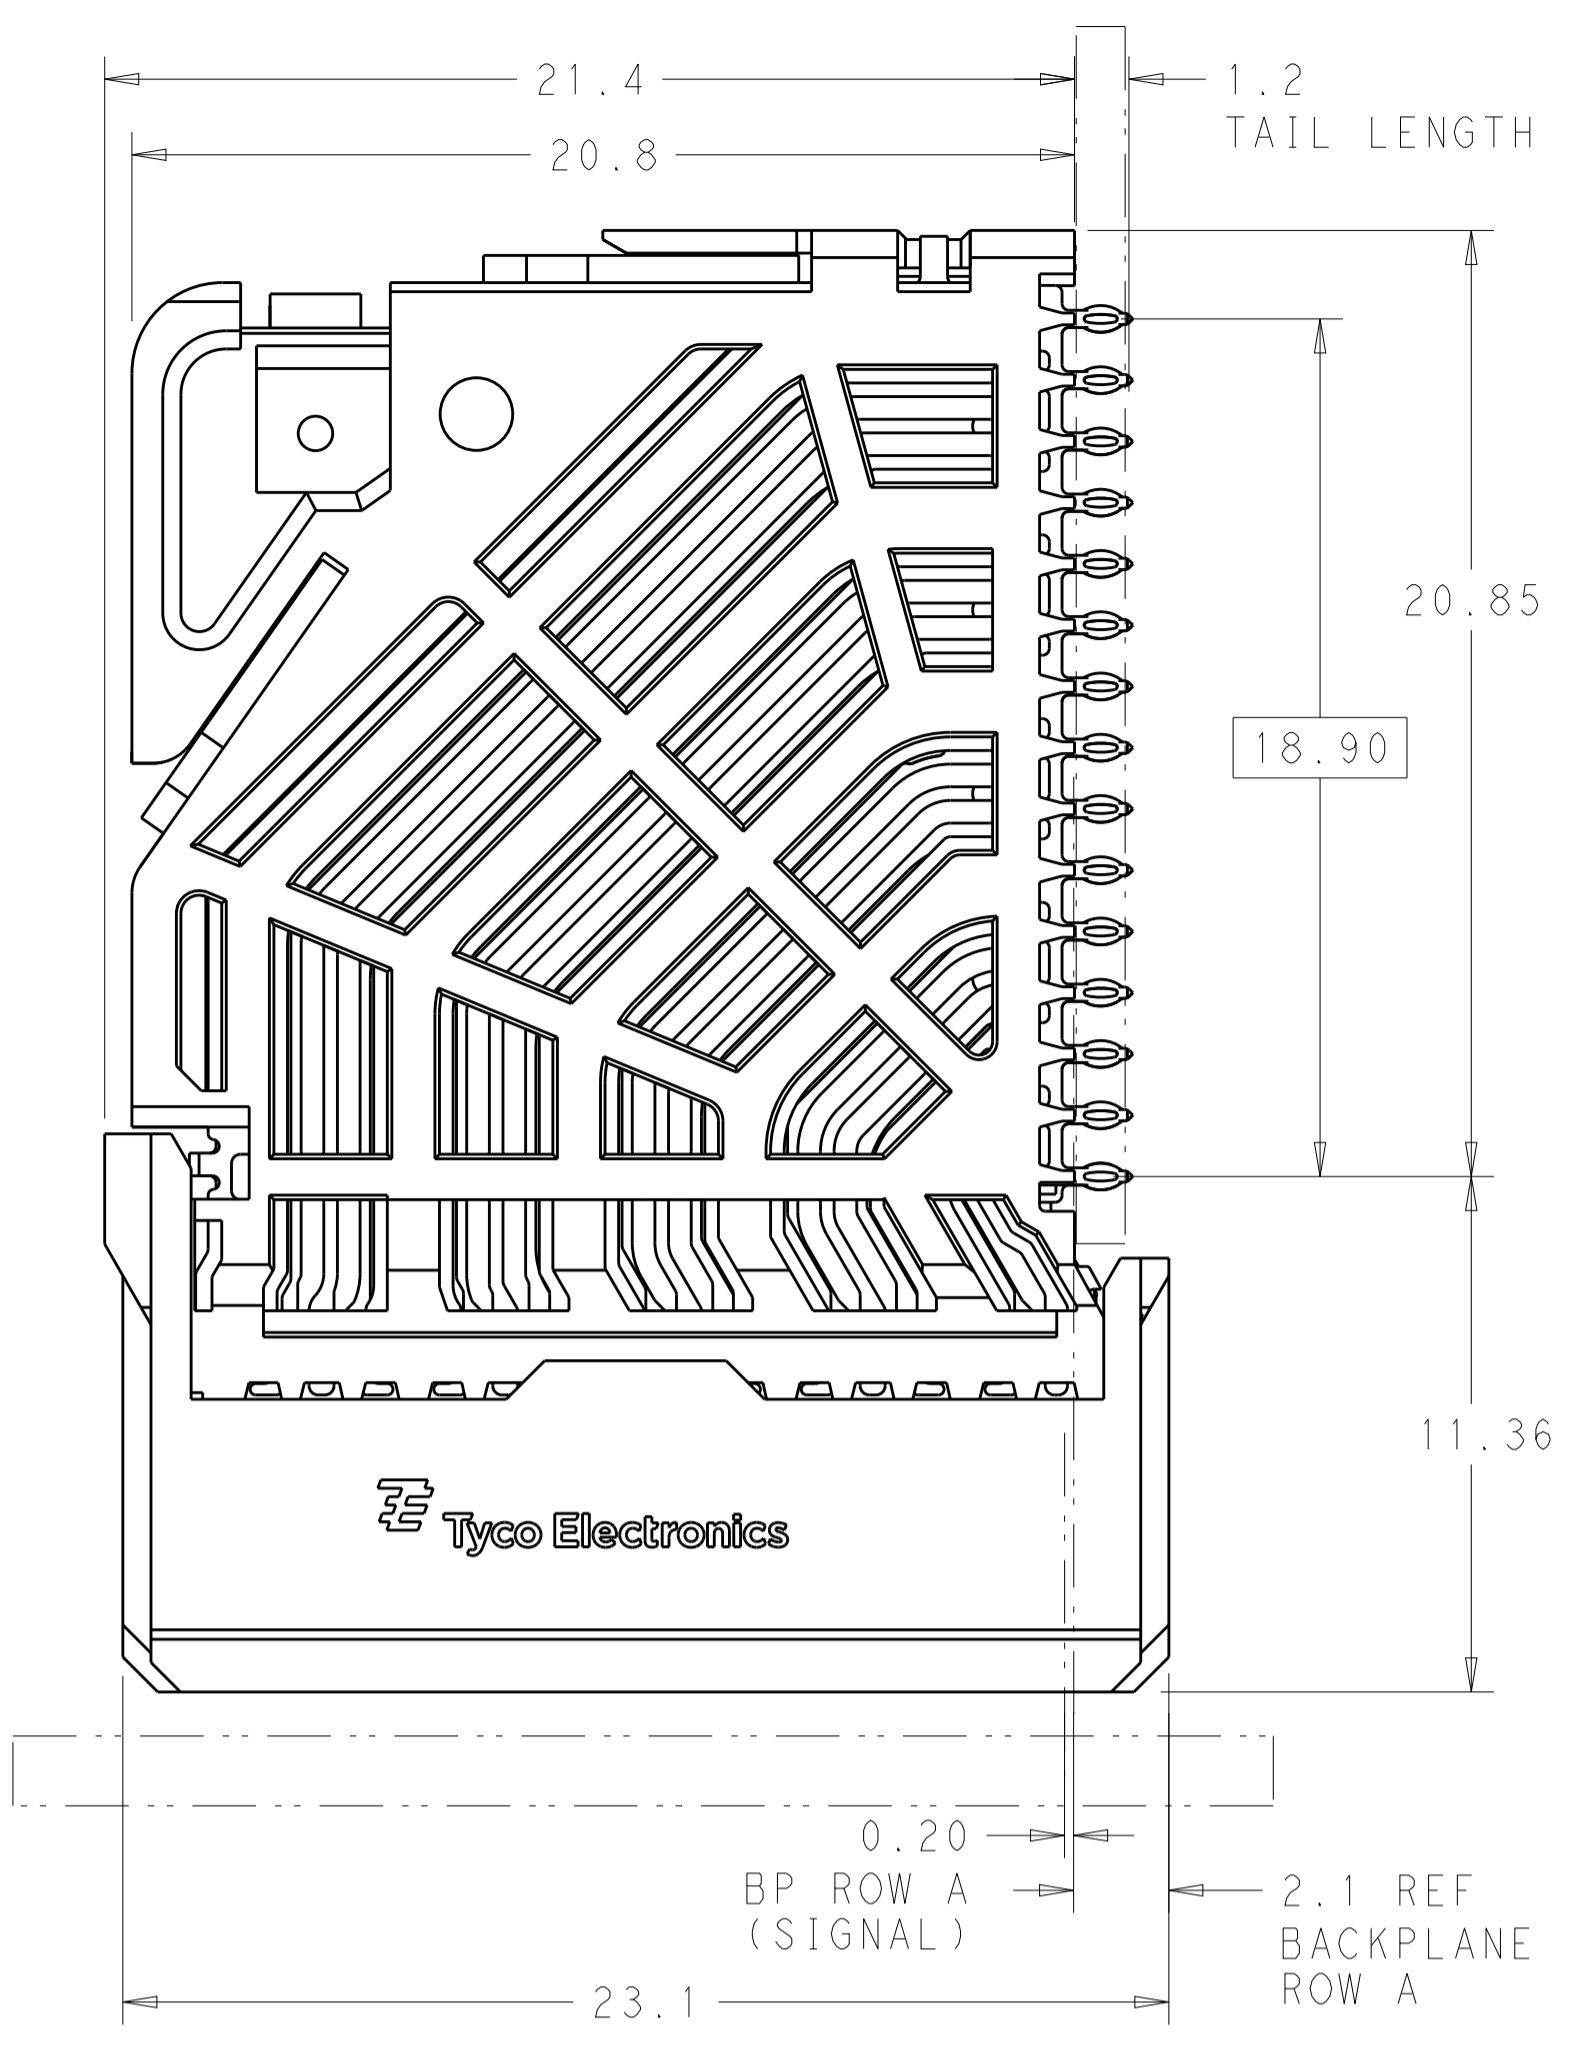 21.4
1.2
TAIL LENGTH
20.8
20.85
18.90
11.36
Tyco Electronics
0.20
BP ROW A
(SIGNAL)
2.1 REF
BACKPLANE
ROW A
23.1